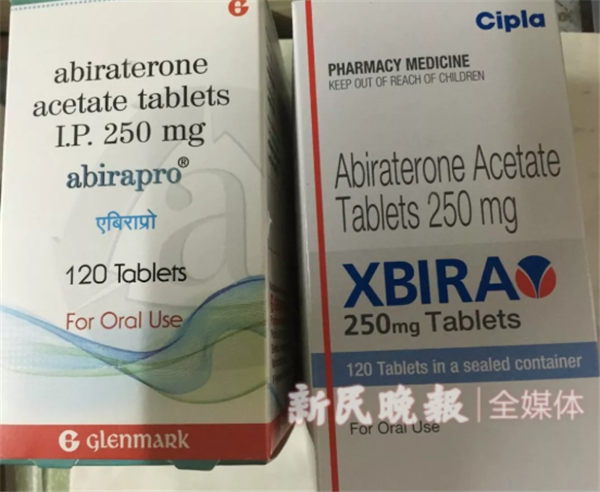 G
abiraterone
acetate tablets
I.P. 250 mg
abirapro®
एबिराप्रो
120 Tablets
For Oral Use
G glenmark
Cipla
PHARMACY MEDICINE
KEEP OUT OF REACH OF CHILDREN
Abiraterone Acetate
Tablets 250 mg
XBIRA
250mg Tablets
120 Tablets in a sealed container
For Oral Use
新民晚報|全媒体